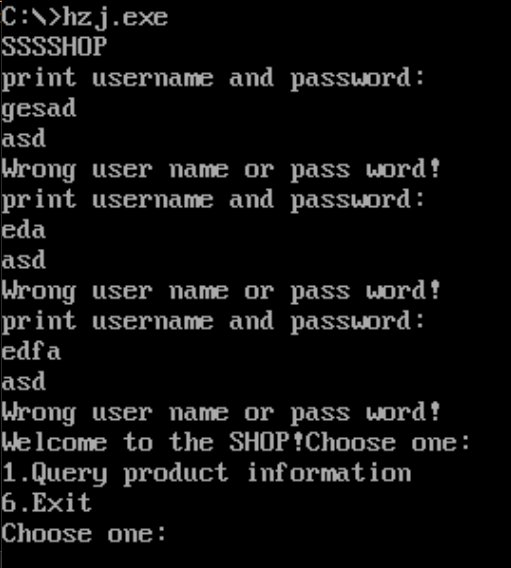 C:\>hzj.exe
SSSSHOP
print username and password:
gesad
asd
Wrong user name or pass word!
print username and password:
eda
asd
Wrong user name or pass word!
print username and password:
edfa
asd
Wrong user name or pass word!
Welcome to the SHOP!Choose one:
1.Query product information
6.Exit
Choose one: